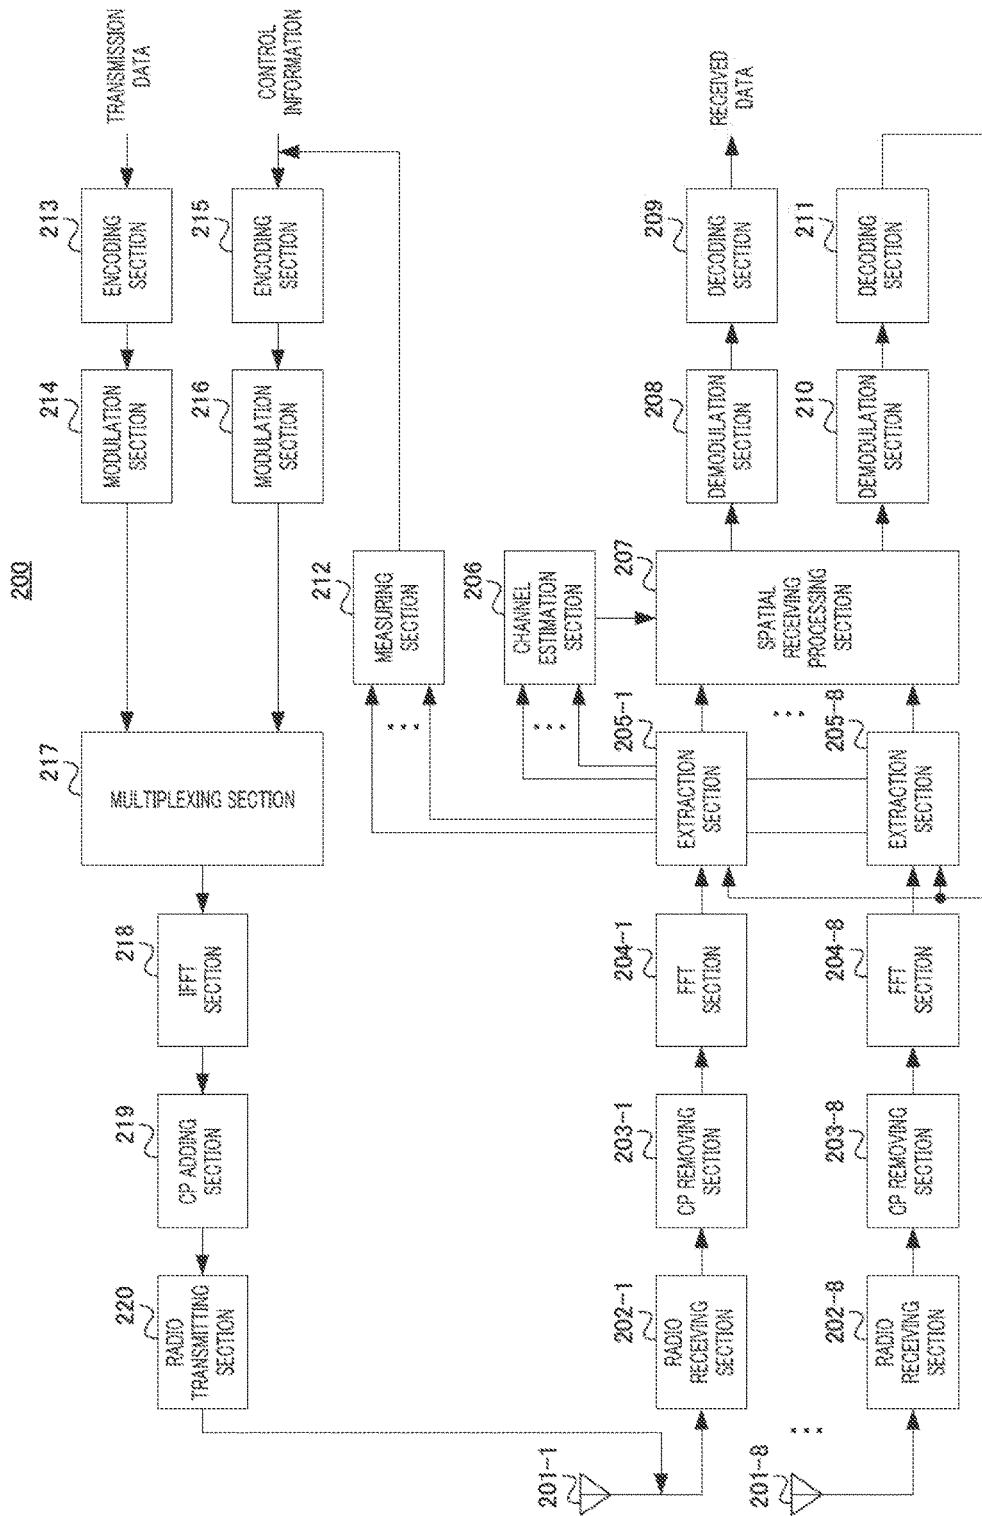 200
TRANSMISSION
DATA
CONTROL
INFORMATION
213
ENCODING
SECTION
215
ENCODING
SECTION
214
MODULATION
SECTION
216
MODULATION
SECTION
217
MULTIPLEXING SECTION
218
IFFT
SECTION
219
CP ADDING
SECTION
220
RADIO
TRANSMITTING
SECTION
212
MEASURING
SECTION
206
CHANNEL
ESTIMATION
SECTION
201-1
202-1
RADIO
RECEIVING
SECTION
203-1
CP REMOVING
SECTION
204-1
FFT
SECTION
205-1
EXTRACTION
SECTION
207
SPATIAL
RECEIVING
PROCESSING
SECTION
208
DEMODULATION
SECTION
209
DECODING
SECTION
RECEIVED
DATA
201-8
202-8
RADIO
RECEIVING
SECTION
203-8
CP REMOVING
SECTION
204-8
FFT
SECTION
205-8
EXTRACTION
SECTION
210
DEMODULATION
SECTION
211
DECODING
SECTION